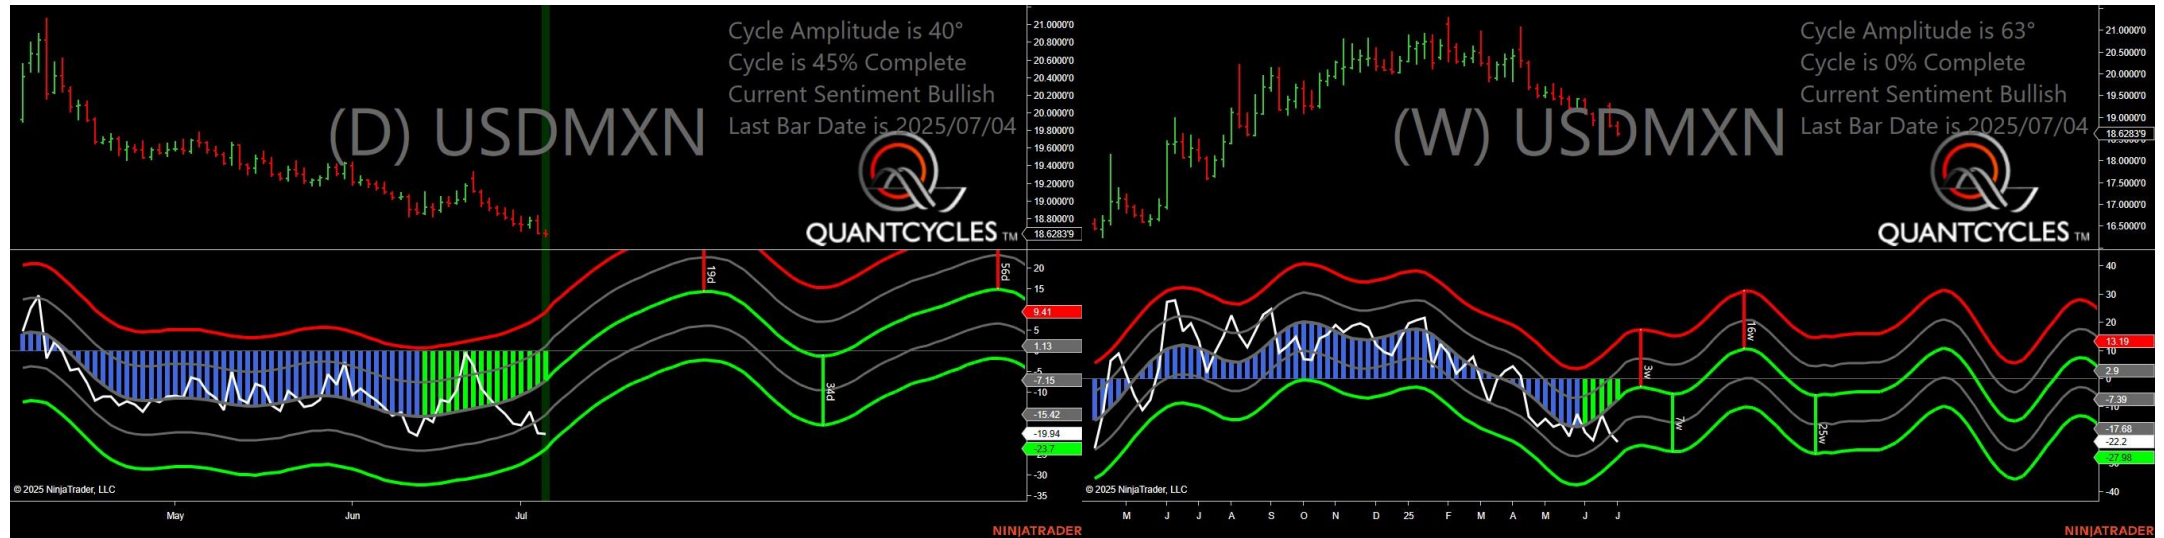 Cycle Amplitude is 40°
Cycle is 45% Complete
Current Sentiment Bullish
Last Bar Date is 2025/07/04
(D) USDMXN
QUANTCYCLES TM
21.0000'0
20.8000'0
20.6000'0
20.4000'0
20.2000'0
20.0000'0
19.8000'0
19.6000'0
19.4000'0
19.2000'0
19.0000'0
18.8000'0
18.6283'9
19d
56d
34d
20
15
9.41
5
1.13
-5
-7.15
-10
-15.42
-19.94
-23.7
-30
-35
© 2025 NinjaTrader, LLC
May
Jun
Jul
NINJATRADER
Cycle Amplitude is 63°
Cycle is 0% Complete
Current Sentiment Bullish
Last Bar Date is 2025/07/04
(W) USDMXN
QUANTCYCLES TM
21.0000'0
20.5000'0
20.0000'0
19.5000'0
19.0000'0
18.6283'9
18.0000'0
17.5000'0
17.0000'0
16.5000'0
3w
7w
16w
25w
40
30
20
13.19
10
2.9
0
-7.39
-10
-17.68
-22.2
-27.98
-40
© 2025 NinjaTrader, LLC
M
J
J
A
S
O
N
D
25
F
M
A
M
J
J
NINJATRADER